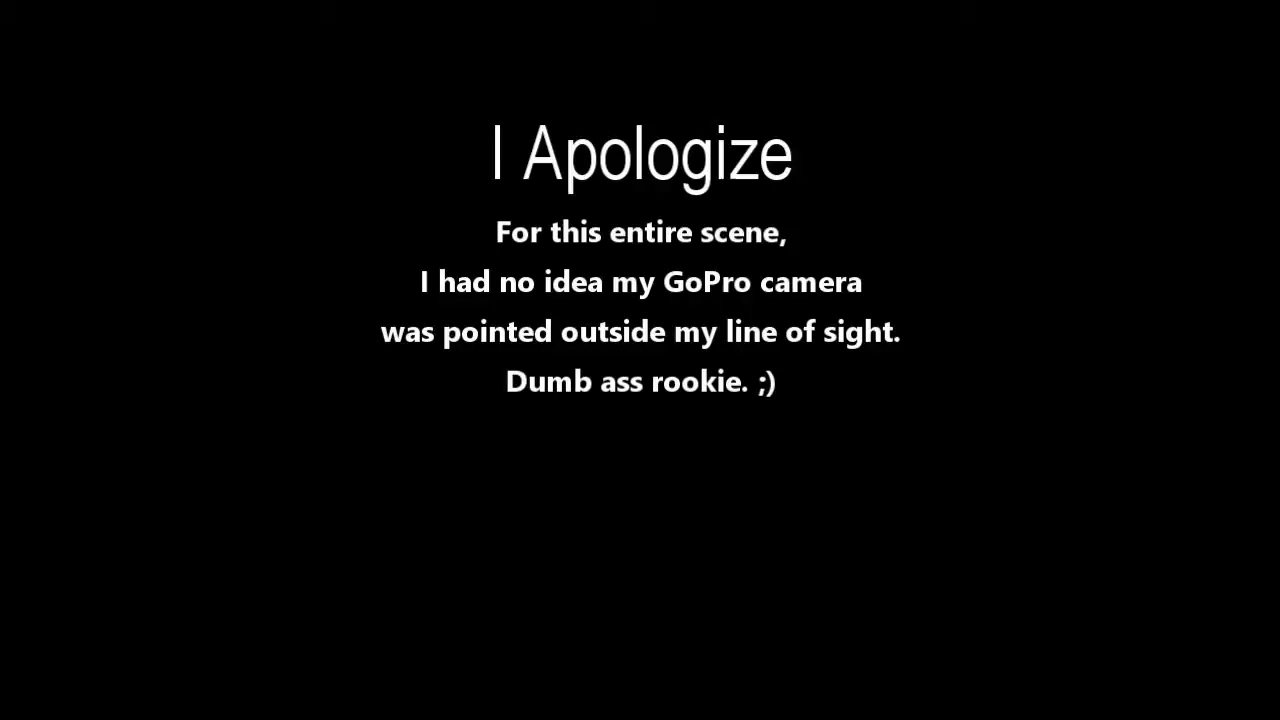 I Apologize
For this entire scene,
I had no idea my GoPro camera
was pointed outside my line of sight.
Dumb ass rookie. ;)